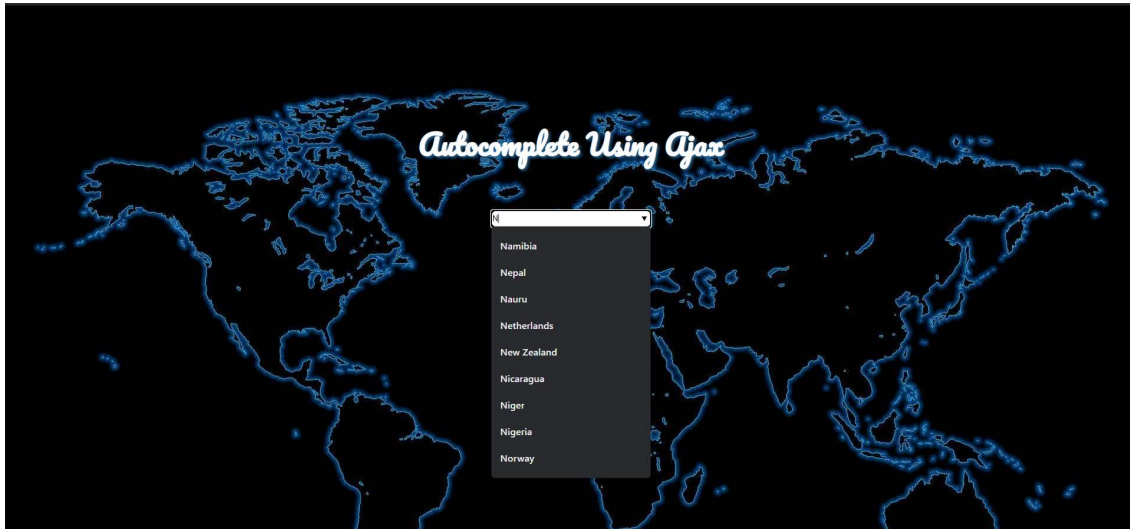 Autocomplete Using Ajax
N
Namibia
Nepal
Nauru
Netherlands
New Zealand
Nicaragua
Niger
Nigeria
Norway